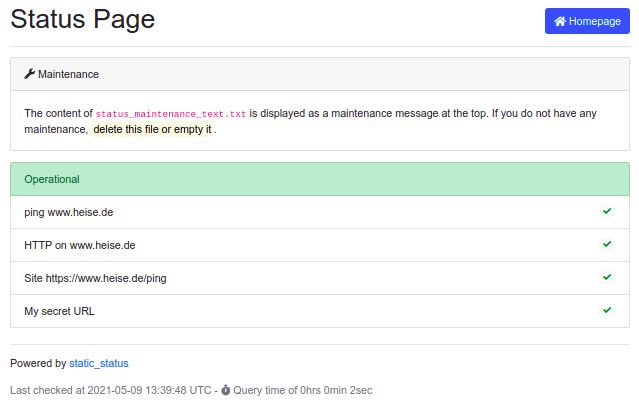 Status Page
Homepage
Maintenance
The content of status_maintenance_text.txt is displayed as a maintenance message at the top. If you do not have any
maintenance, delete this file or empty it.
Operational
ping www.heise.de
HTTP on www.heise.de
Site https://www.heise.de/ping
My secret URL
Powered by static_status
Last checked at 2021-05-09 13:39:48 UTC - Query time of 0hrs 0min 2sec